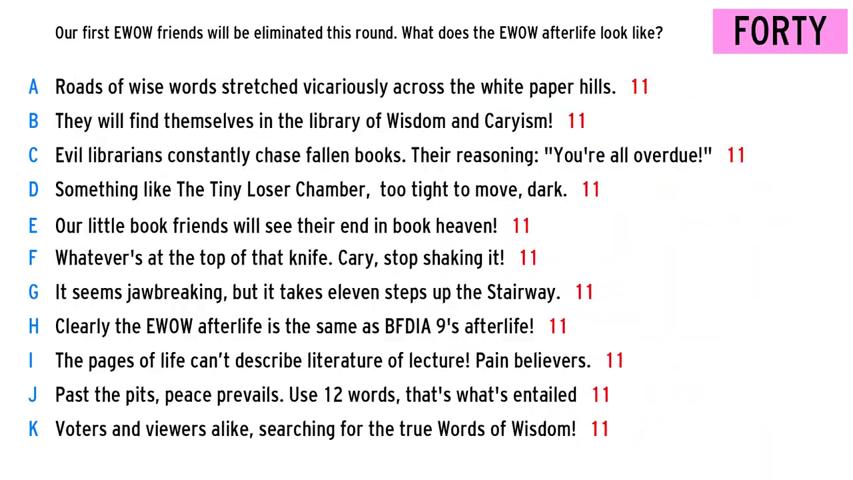 Our first EWOW friends will be eliminated this round. What does the EWOW afterlife look like?
FORTY
A Roads of wise words stretched vicariously across the white paper hills. 11
B They will find themselves in the library of Wisdom and Caryism! 11
C Evil librarians constantly chase fallen books. Their reasoning: "You're all overdue!" 11
D Something like The Tiny Loser Chamber,  too tight to move, dark. 11
E Our little book friends will see their end in book heaven! 11
F Whatever's at the top of that knife. Cary, stop shaking it! 11
G It seems jawbreaking, but it takes eleven steps up the Stairway. 11
H Clearly the EWOW afterlife is the same as BFDIA 9's afterlife! 11
I The pages of life can’t describe literature of lecture! Pain believers. 11
J Past the pits, peace prevails. Use 12 words, that's what's entailed 11
K Voters and viewers alike, searching for the true Words of Wisdom! 11